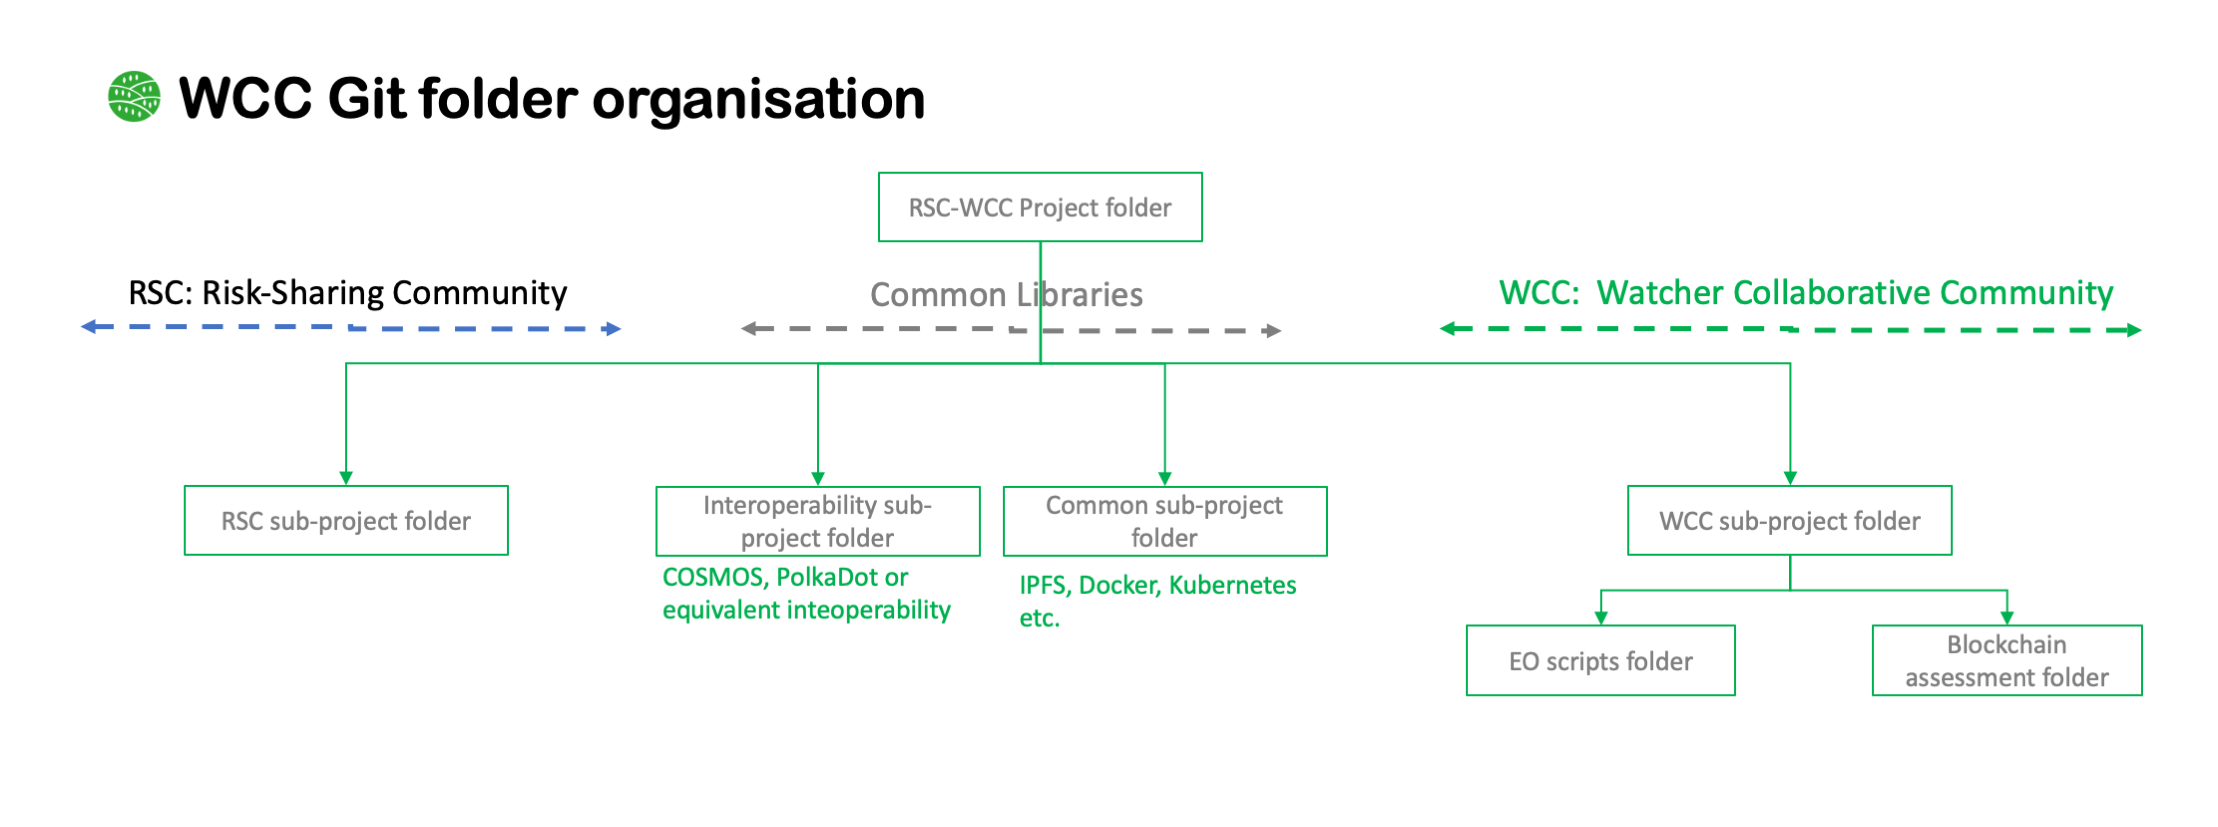 WCC Git folder organisation
RSC-WCC Project folder
RSC: Risk-Sharing Community
Common Libraries
WCC:  Watcher Collaborative Community
RSC sub-project folder
Interoperability sub-
project folder
Common sub-project
folder
WCC sub-project folder
COSMOS, PolkaDot or
equivalent inteoperability
IPFS, Docker, Kubernetes
etc.
EO scripts folder
Blockchain
assessment folder